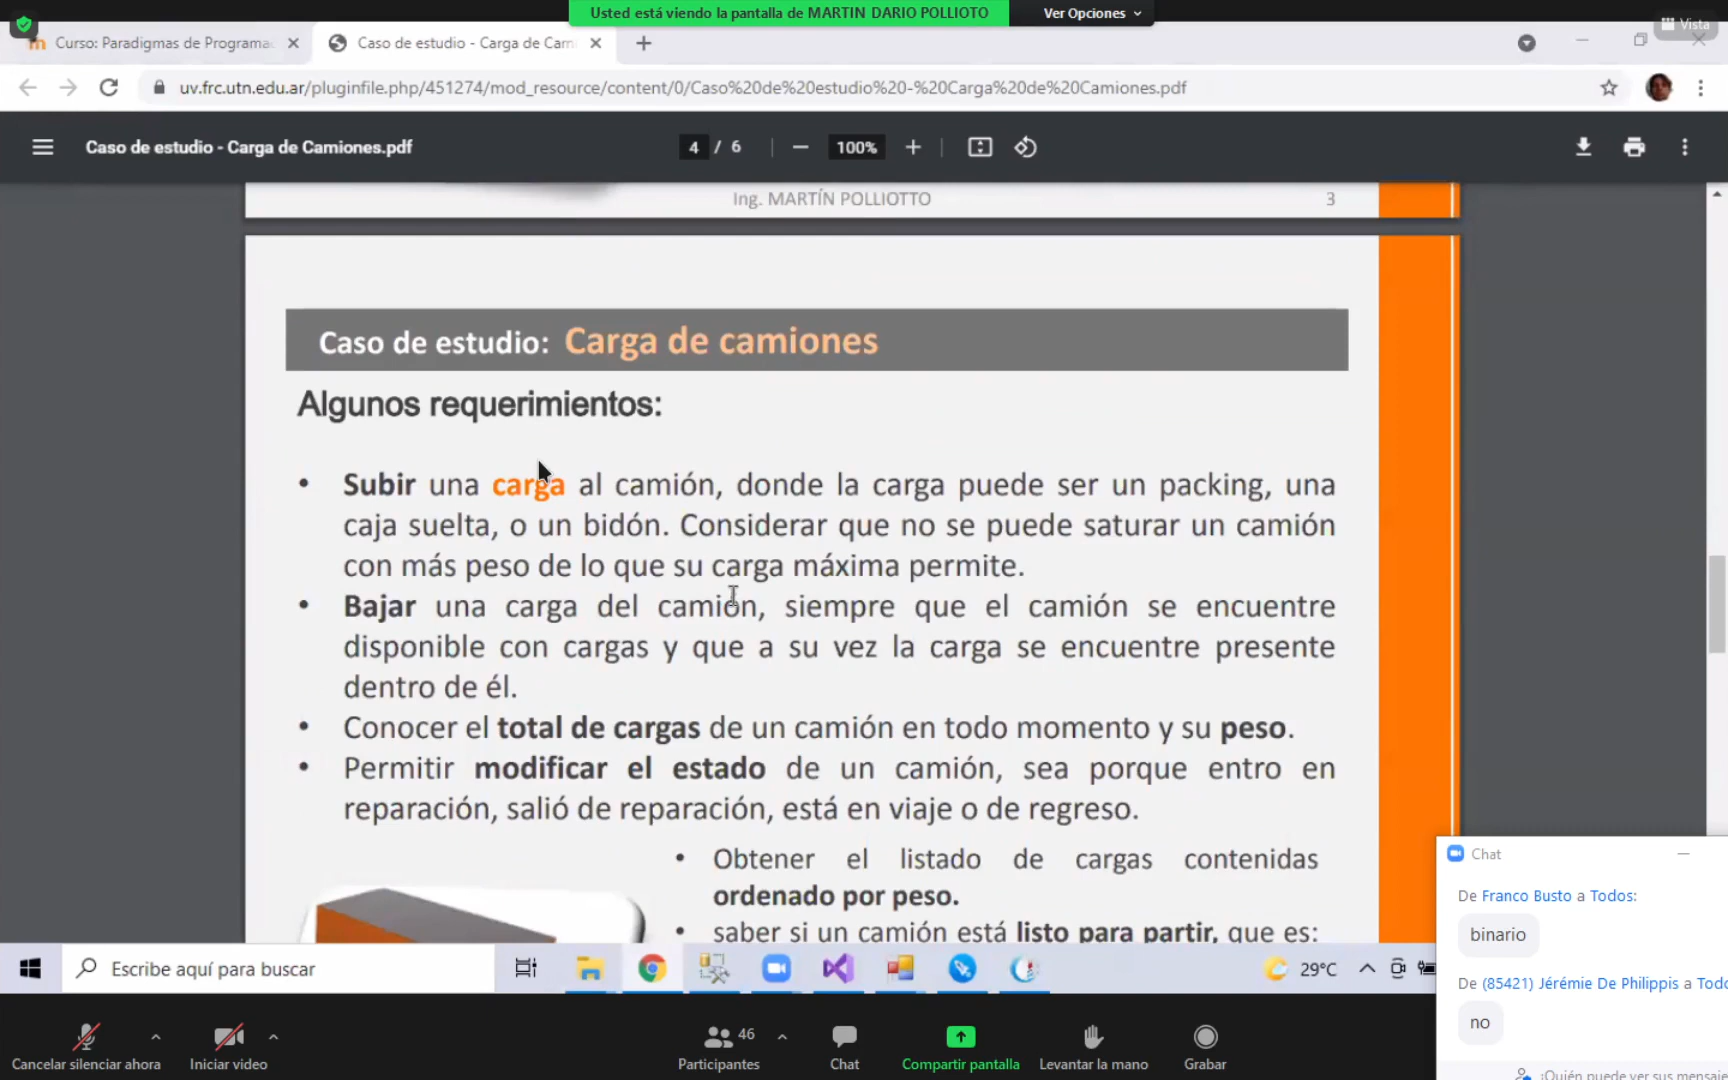 Usted está viendo la pantalla de MARTIN DARIO POLLIOTO
Ver Opciones
Vista
Curso: Paradigmas de Programac
Caso de estudio - Carga de Cam
uv.frc.utn.edu.ar/pluginfile.php/451274/mod_resource/content/0/Caso%20de%20estudio%20-%20Carga%20de%20Camiones.pdf
Caso de estudio - Carga de Camiones.pdf
4 / 6
100%
Ing. MARTÍN POLLIOTTO
3
Caso de estudio: Carga de camiones
Algunos requerimientos:
• Subir una carga al camión, donde la carga puede ser un packing, una
caja suelta, o un bidón. Considerar que no se puede saturar un camión
con más peso de lo que su carga máxima permite.
• Bajar una carga del camión, siempre que el camión se encuentre
disponible con cargas y que a su vez la carga se encuentre presente
dentro de él.
• Conocer el total de cargas de un camión en todo momento y su peso.
• Permitir modificar el estado de un camión, sea porque entro en
reparación, salió de reparación, está en viaje o de regreso.
• Obtener el listado de cargas contenidas
ordenado por peso.
• saber si un camión está listo para partir, que es:
Chat
De Franco Busto a Todos:
binario
De (85421) Jérémie De Philippis a Todo
no
¿Quién puede ver sus mensaje
Escribe aquí para buscar
29°C
Cancelar silenciar ahora
Iniciar video
46
Participantes
Chat
Compartir pantalla
Levantar la mano
Grabar